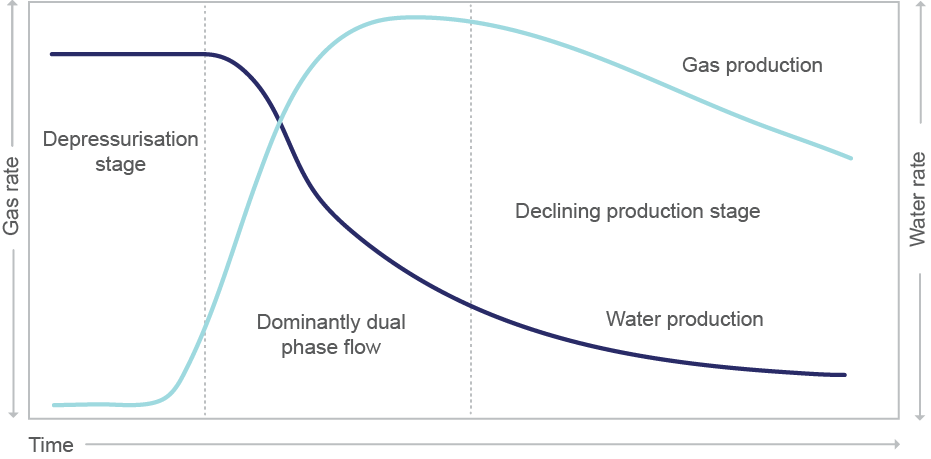 Gas production
Depressurisation
stage
Gas rate
Water rate
Declining production stage
Dominantly dual
phase flow
Water production
Time